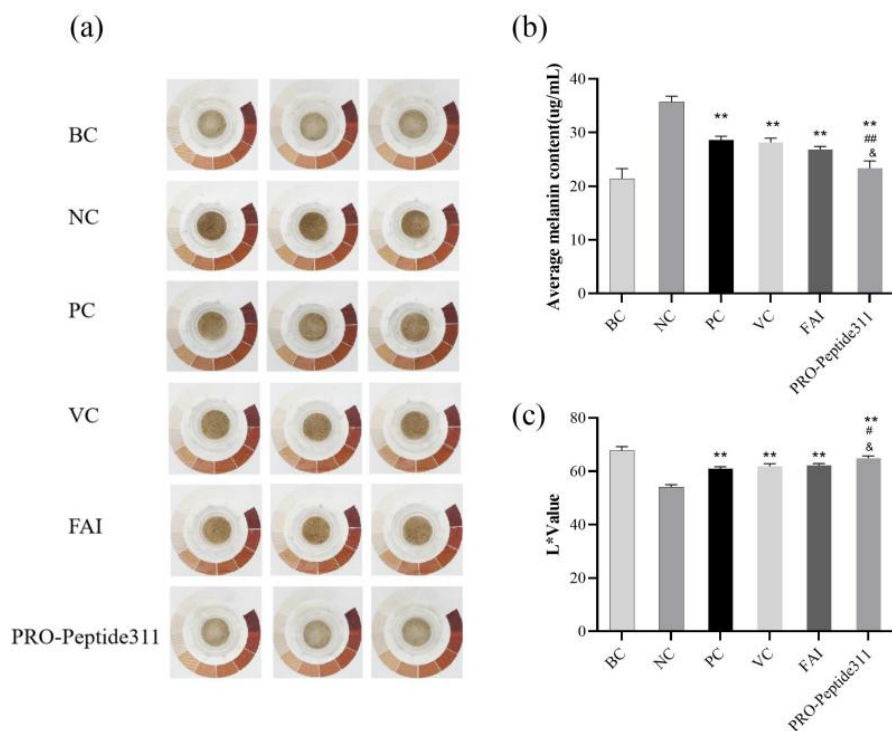 (a)
BC
NC
PC
VC
FAI
PRO-Peptide311
(b)
Average melanin content(ug/mL)
40
30
20
10
0
**
**
**
**
##
&
BC
NC
PC
VC
FAI
PRO-Peptide311
(c)
L*Value
80
60
40
20
0
**
**
**
**
#
&
BC
NC
PC
VC
FAI
PRO-Peptide311